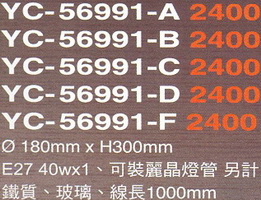 YC-56991-A 2400
YC-56991-B 2400
YC-56991-C 2400
YC-56991-D 2400
YC-56991-F 2400
Ø 180mm x H300mm
E27 40wx1、可裝麗晶燈管 另計
鐵質、玻璃、線長1000mm